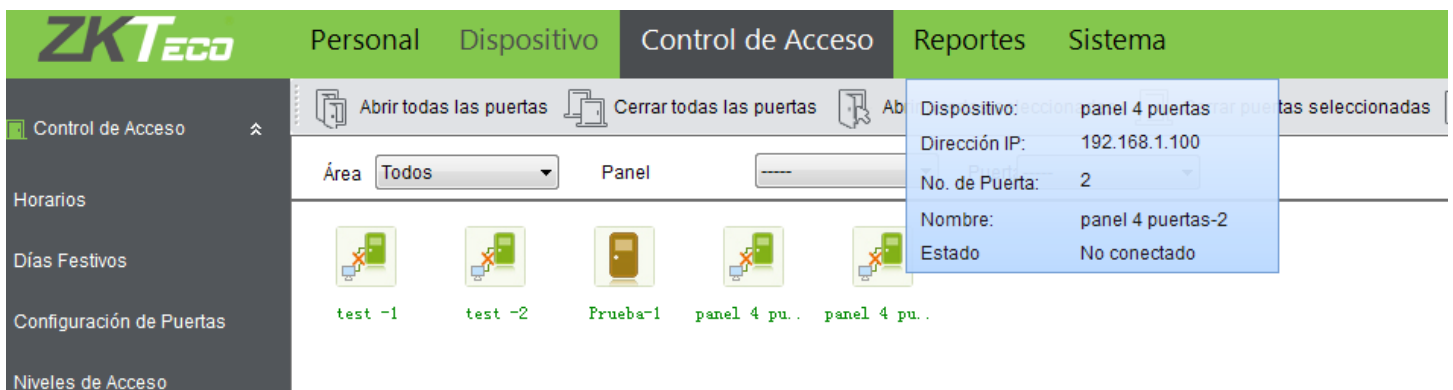 ZKTECO
Personal Dispositivo Control de Acceso Reportes Sistema
Control de Acceso
Horarios
Días Festivos
Configuración de Puertas
Niveles de Acceso
Abrir todas las puertas Cerrar todas las puertas tas seleccionadas
Área Todos Panel -----
Dispositivo: panel 4 puertas
Dirección IP: 192.168.1.100
No. de Puerta: 2
Nombre: panel 4 puertas-2
Estado No conectado
test -1 test -2 Prueba-1 panel 4 pu.. panel 4 pu..